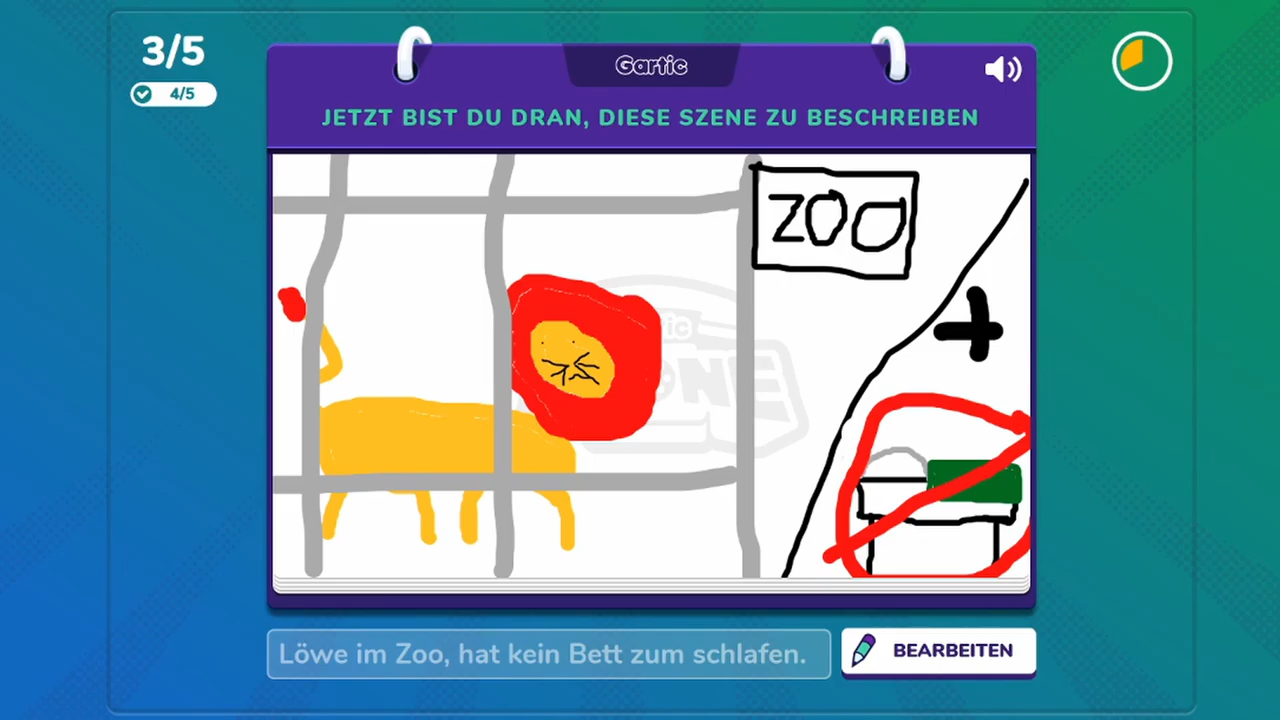 3/5
4/5
Gartic
JETZT BIST DU DRAN, DIESE SZENE ZU BESCHREIBEN
ZOO
Löwe im Zoo, hat kein Bett zum schlafen.
BEARBEITEN